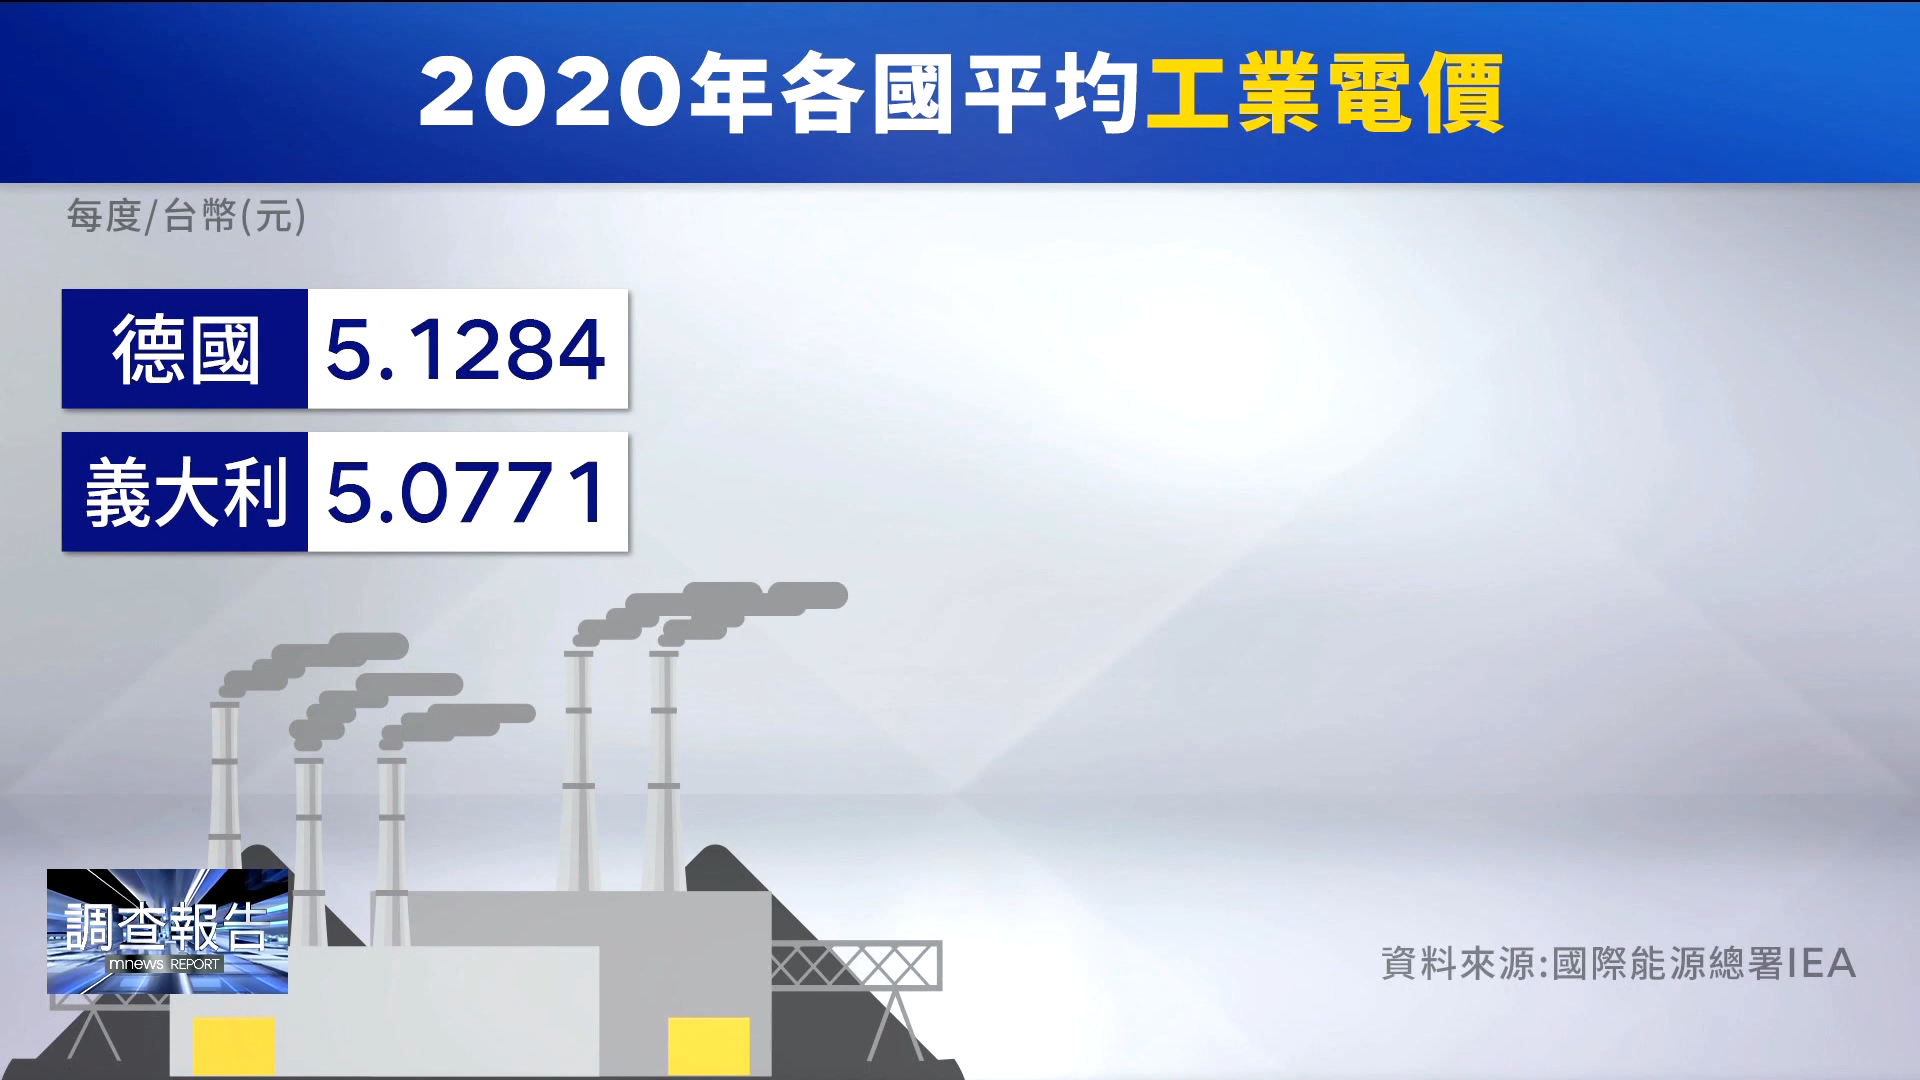 2020年各國平均工業電價
每度/台幣(元)
德國 5.1284
義大利 5.0771
調查報告
mnews REPORT
資料來源:國際能源總署IEA